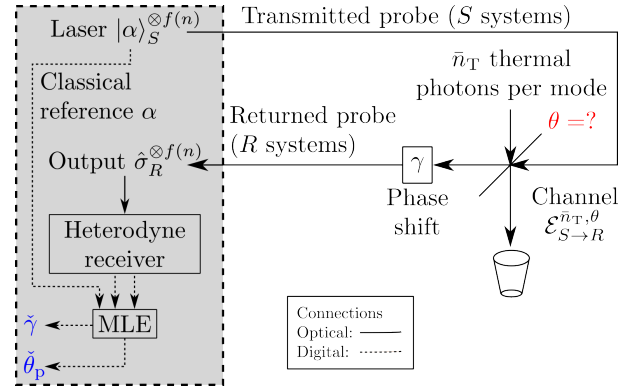 Transmitted probe (S systems)
Laser |α⟩_S^{⊗f(n)}
Classical
reference α
n̄_T thermal
photons per mode
θ =?
Returned probe
(R systems)
Output σ̂_R^{⊗f(n)}
γ
Phase
shift
Channel
ℰ_{S→R}^{n̄_T,θ}
Heterodyne
receiver
MLE
γ̌
θ̌_p
Connections
Optical:
Digital: